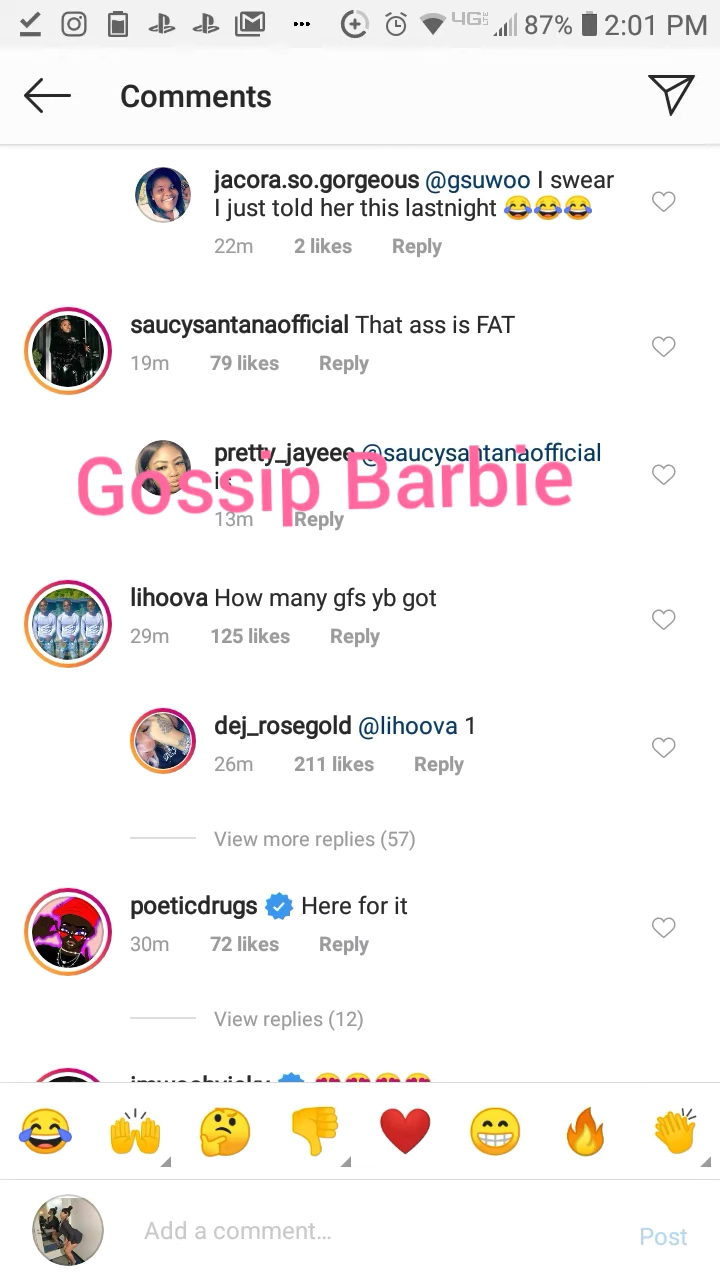 4G LTE 87% 2:01 PM
Comments
jacora.so.gorgeous @gsuwoo I swear
I just told her this lastnight 😂😂😂
22m 2 likes Reply
saucysantanaofficial That ass is FAT
19m 79 likes Reply
pretty_jayeee @saucysantanaofficial
Gossip Barbie
13m Reply
lihoova How many gfs yb got
29m 125 likes Reply
dej_rosegold @lihoova 1
26m 211 likes Reply
View more replies (57)
poeticdrugs Here for it
30m 72 likes Reply
View replies (12)
Add a comment...
Post